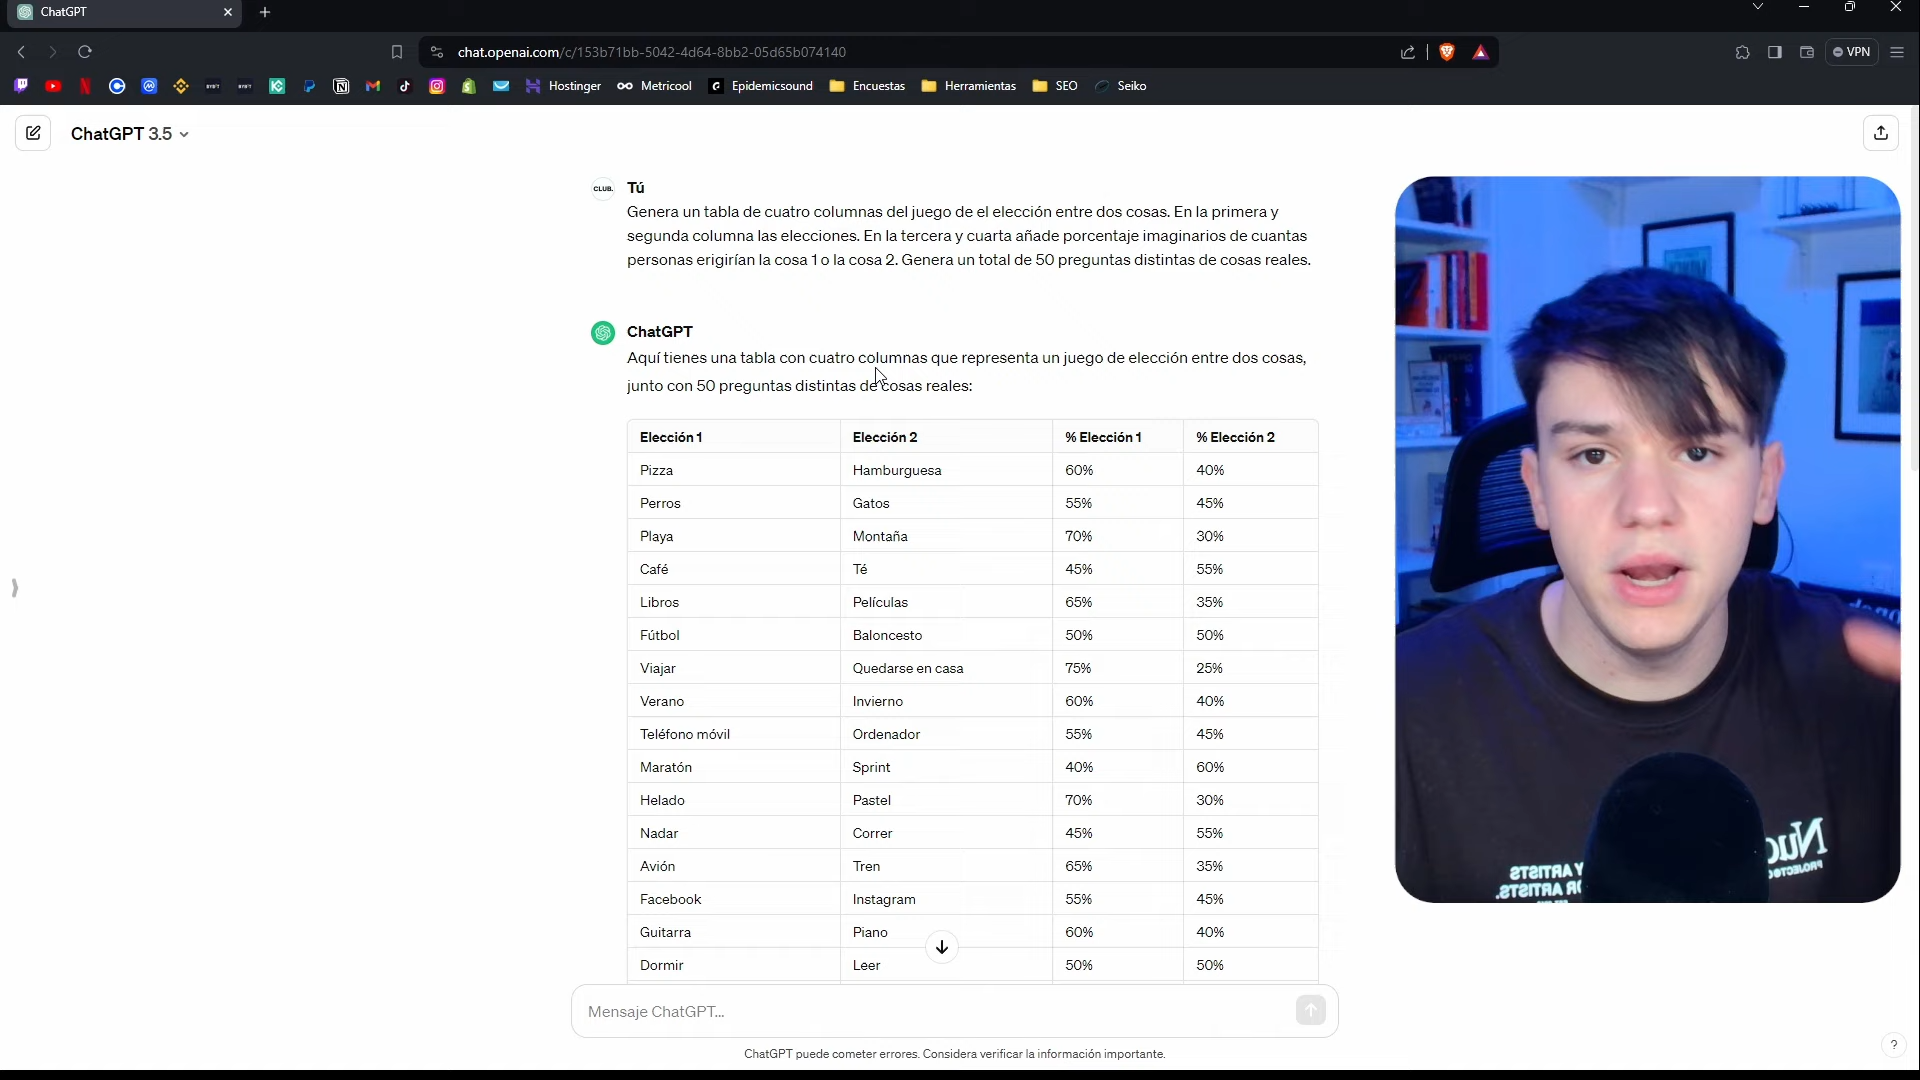 ChatGPT
chat.openai.com/c/153b71bb-5042-4d64-8bb2-05d65b074140
VPN
Hostinger
Metricool
Epidemicsound
Encuestas
Herramientas
SEO
Seiko
ChatGPT 3.5
CLUB.
Tú
Genera un tabla de cuatro columnas del juego de el elección entre dos cosas. En la primera y
segunda columna las elecciones. En la tercera y cuarta añade porcentaje imaginarios de cuantas
personas erigirían la cosa 1 o la cosa 2. Genera un total de 50 preguntas distintas de cosas reales.
ChatGPT
Aquí tienes una tabla con cuatro columnas que representa un juego de elección entre dos cosas,
junto con 50 preguntas distintas de cosas reales:
Elección 1 Elección 2 % Elección 1 % Elección 2
Pizza Hamburguesa 60% 40%
Perros Gatos 55% 45%
Playa Montaña 70% 30%
Café Té 45% 55%
Libros Películas 65% 35%
Fútbol Baloncesto 50% 50%
Viajar Quedarse en casa 75% 25%
Verano Invierno 60% 40%
Teléfono móvil Ordenador 55% 45%
Maratón Sprint 40% 60%
Helado Pastel 70% 30%
Nadar Correr 45% 55%
Avión Tren 65% 35%
Facebook Instagram 55% 45%
Guitarra Piano 60% 40%
Dormir Leer 50% 50%
Mensaje ChatGPT...
ChatGPT puede cometer errores. Considera verificar la información importante.
?
ARTISTS
OR ARTISTS.